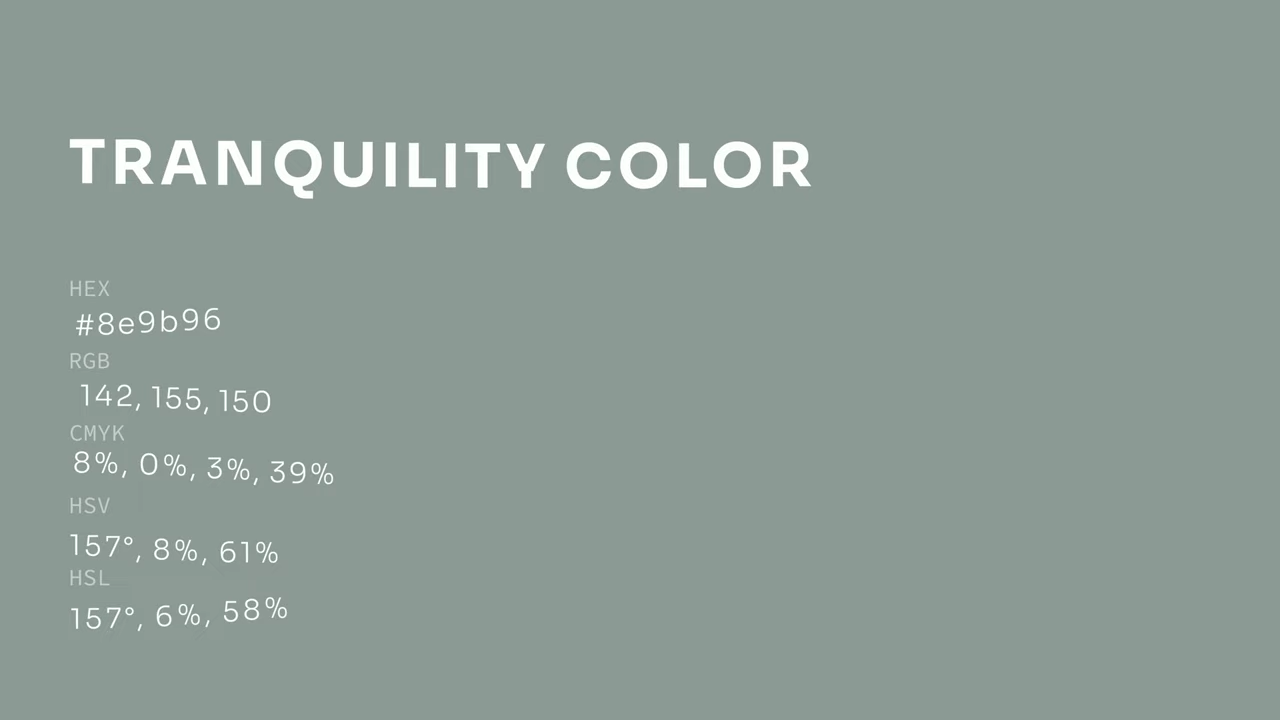 TRANQUILITY COLOR
HEX
#8e9b96
RGB
142, 155, 150
CMYK
8%, 0%, 3%, 39%
HSV
157°, 8%, 61%
HSL
157°, 6%, 58%